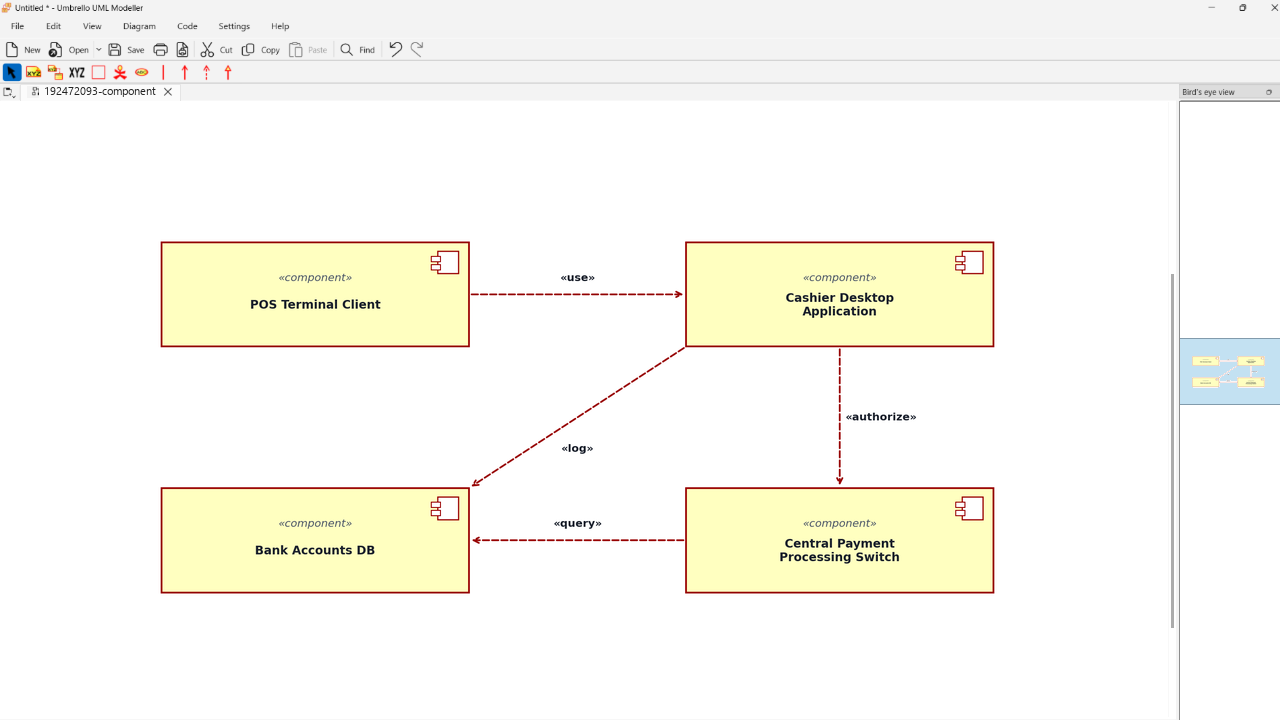 Untitled * - Umbrello UML Modeller
File Edit View Diagram Code Settings Help
New Open Save Cut Copy Paste Find
XYZ
192472093-component
Bird's eye view
«component»
POS Terminal Client
«use»
«component»
Cashier Desktop
Application
«authorize»
«log»
«component»
Bank Accounts DB
«query»
«component»
Central Payment
Processing Switch